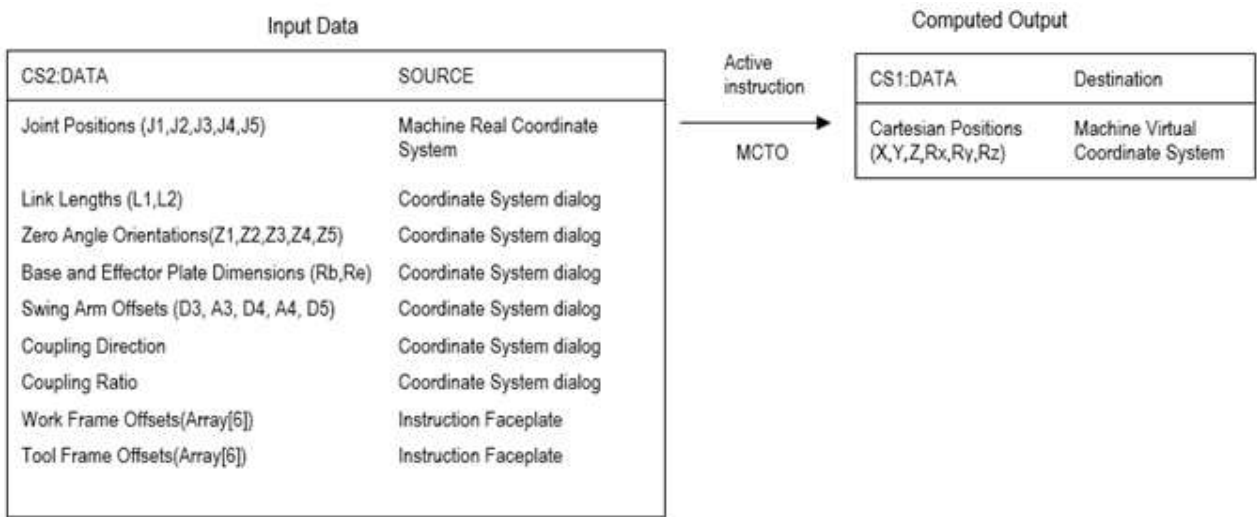 Input Data
Computed Output
CS2:DATA SOURCE
Active
instruction
CS1:DATA Destination
Joint Positions (J1,J2,J3,J4,J5) Machine Real Coordinate
System
MCTO
Cartesian Positions Machine Virtual
(X,Y,Z,Rx,Ry,Rz) Coordinate System
Link Lengths (L1,L2) Coordinate System dialog
Zero Angle Orientations(Z1,Z2,Z3,Z4,Z5) Coordinate System dialog
Base and Effector Plate Dimensions (Rb,Re) Coordinate System dialog
Swing Arm Offsets (D3, A3, D4, A4, D5) Coordinate System dialog
Coupling Direction Coordinate System dialog
Coupling Ratio Coordinate System dialog
Work Frame Offsets(Array[6]) Instruction Faceplate
Tool Frame Offsets(Array[6]) Instruction Faceplate